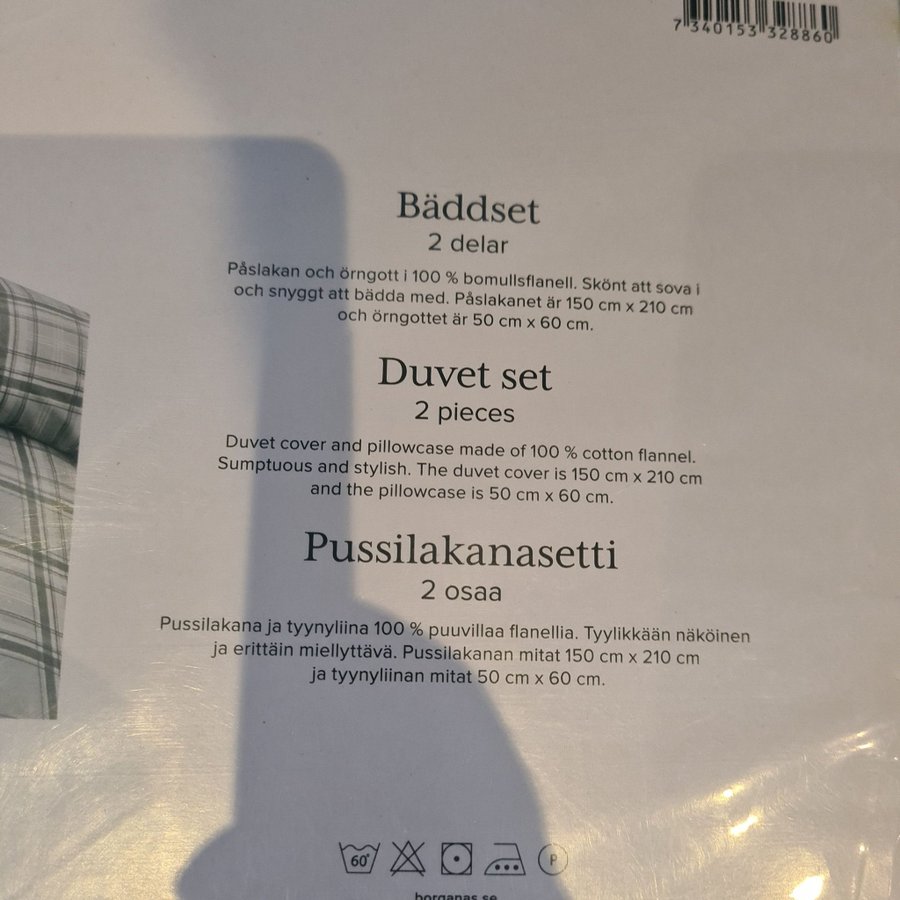 7 340153 328860
Bäddset
2 delar
Påslakan och örngott i 100 % bomullsflanell. Skönt att sova i
och snyggt att bädda med. Påslakanet är 150 cm x 210 cm
och örngottet är 50 cm x 60 cm.
Duvet set
2 pieces
Duvet cover and pillowcase made of 100 % cotton flannel.
Sumptuous and stylish. The duvet cover is 150 cm x 210 cm
and the pillowcase is 50 cm x 60 cm.
Pussilakanasetti
2 osaa
Pussilakana ja tyynyliina 100 % puuvillaa flanellia. Tyylikkään näköinen
ja erittäin miellyttävä. Pussilakanan mitat 150 cm x 210 cm
ja tyynyliinan mitat 50 cm x 60 cm.
60° P
borganas.se